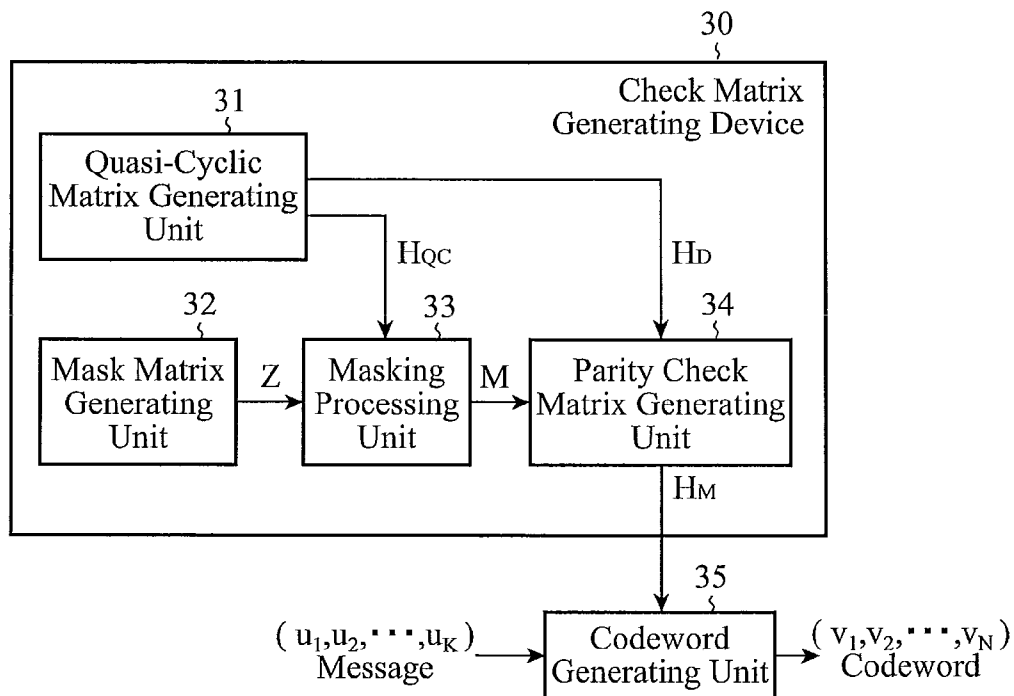 30
Check Matrix
Generating Device
31
Quasi-Cyclic
Matrix Generating
Unit
HQC
HD
32
Mask Matrix
Generating
Unit
Z
33
Masking
Processing
Unit
M
34
Parity Check
Matrix Generating
Unit
HM
35
(u1,u2,···,uK)
Message
Codeword
Generating Unit
(v1,v2,···,vN)
Codeword